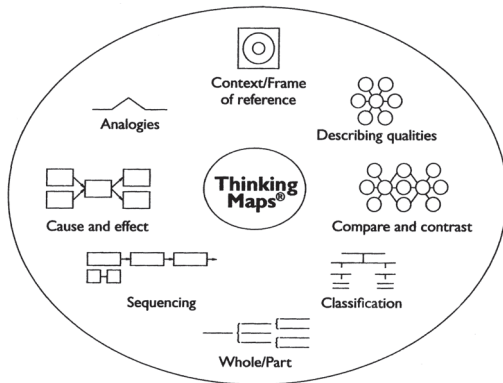 Context/Frame
of reference
Analogies
Describing qualities
Thinking
Maps®
Cause and effect
Compare and contrast
Sequencing
Classification
Whole/Part